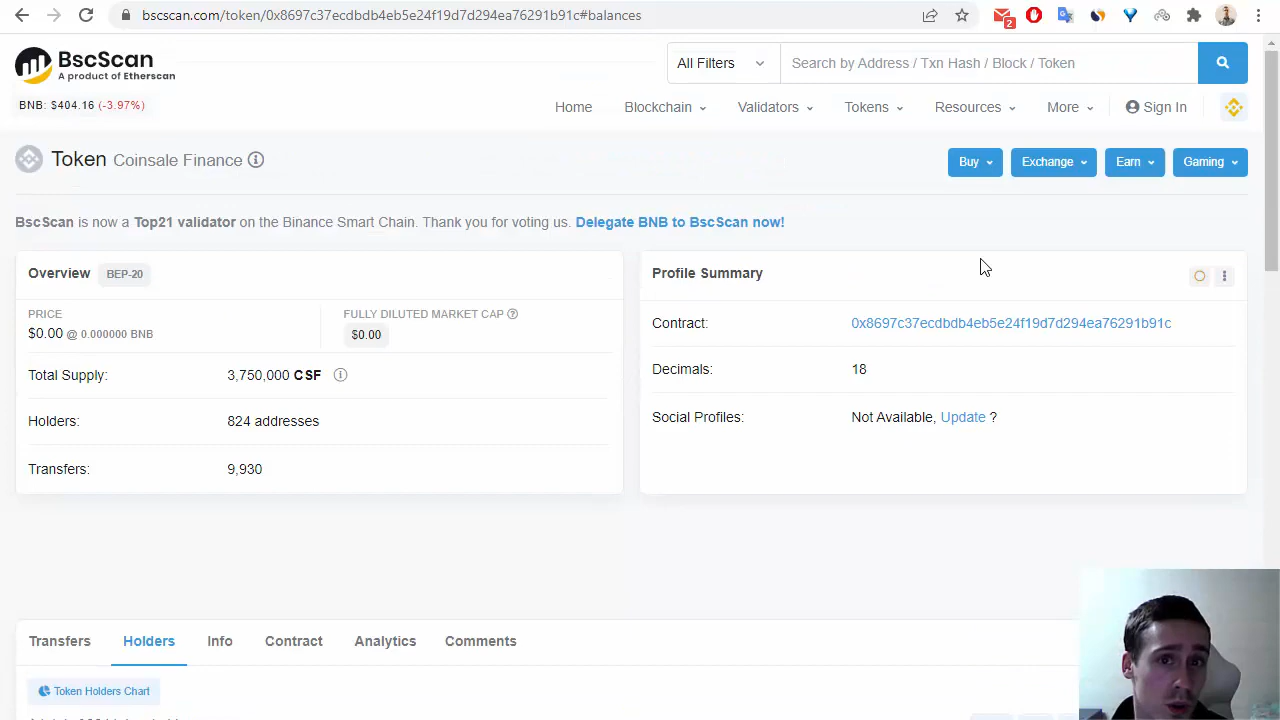 bscscan.com/token/0x8697c37ecdbdb4eb5e24f19d7d294ea76291b91c#balances
2
BscScan
A product of Etherscan
All Filters
Search by Address / Txn Hash / Block / Token
BNB: $404.16 (-3.97%)
Home Blockchain Validators Tokens Resources More Sign In
Token Coinsale Finance
Buy Exchange Earn Gaming
BscScan is now a Top21 validator on the Binance Smart Chain. Thank you for voting us. Delegate BNB to BscScan now!
Overview BEP-20
PRICE
$0.00 @ 0.000000 BNB
FULLY DILUTED MARKET CAP
$0.00
Total Supply: 3,750,000 CSF
Holders: 824 addresses
Transfers: 9,930
Profile Summary
Contract: 0x8697c37ecdbdb4eb5e24f19d7d294ea76291b91c
Decimals: 18
Social Profiles: Not Available, Update ?
Transfers Holders Info Contract Analytics Comments
Token Holders Chart